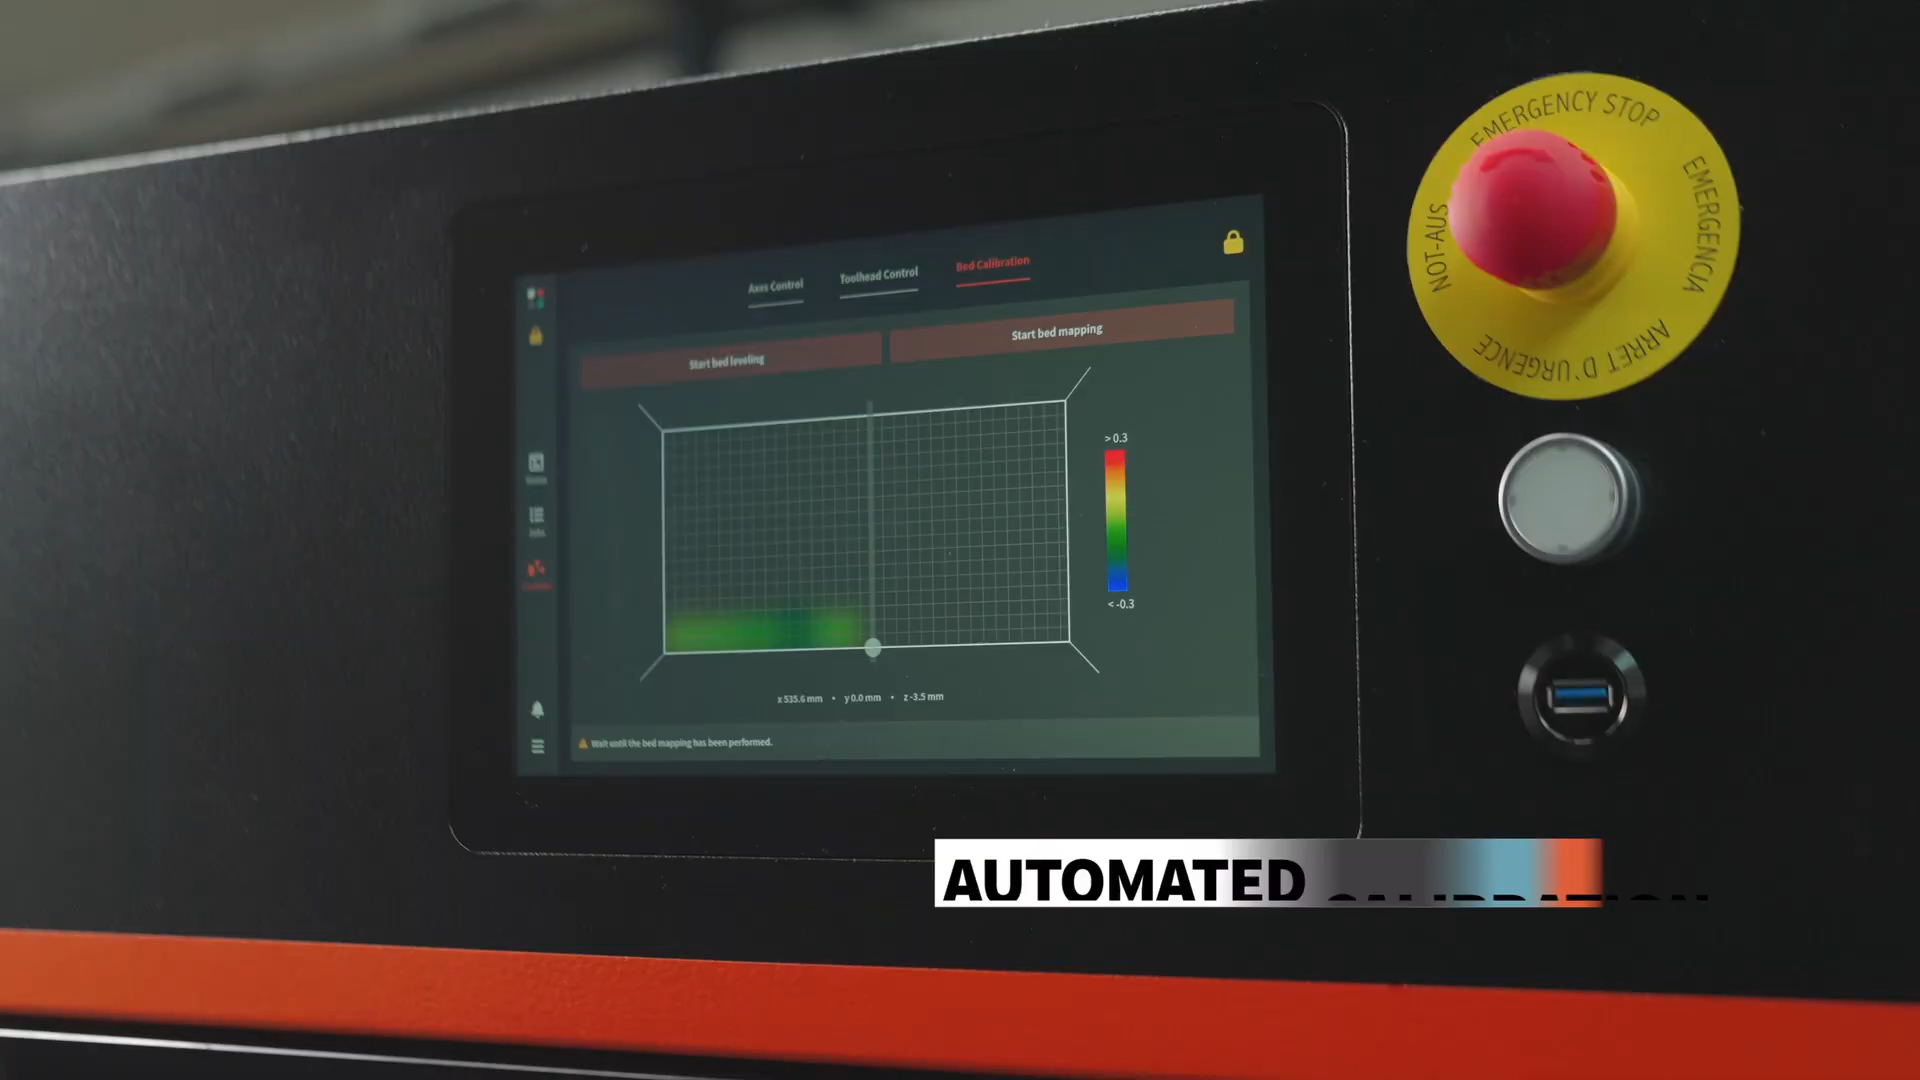 EMERGENCY STOP
EMERGENCIA
ARRET D'URGENCE
NOT-AUS
Axes Control
Toolhead Control
Bed Calibration
Start bed leveling
Start bed mapping
> 0.3
< -0.3
x 535.6 mm • y 0.0 mm • z -3.5 mm
Wait until the bed mapping has been performed.
Jobs
AUTOMATED